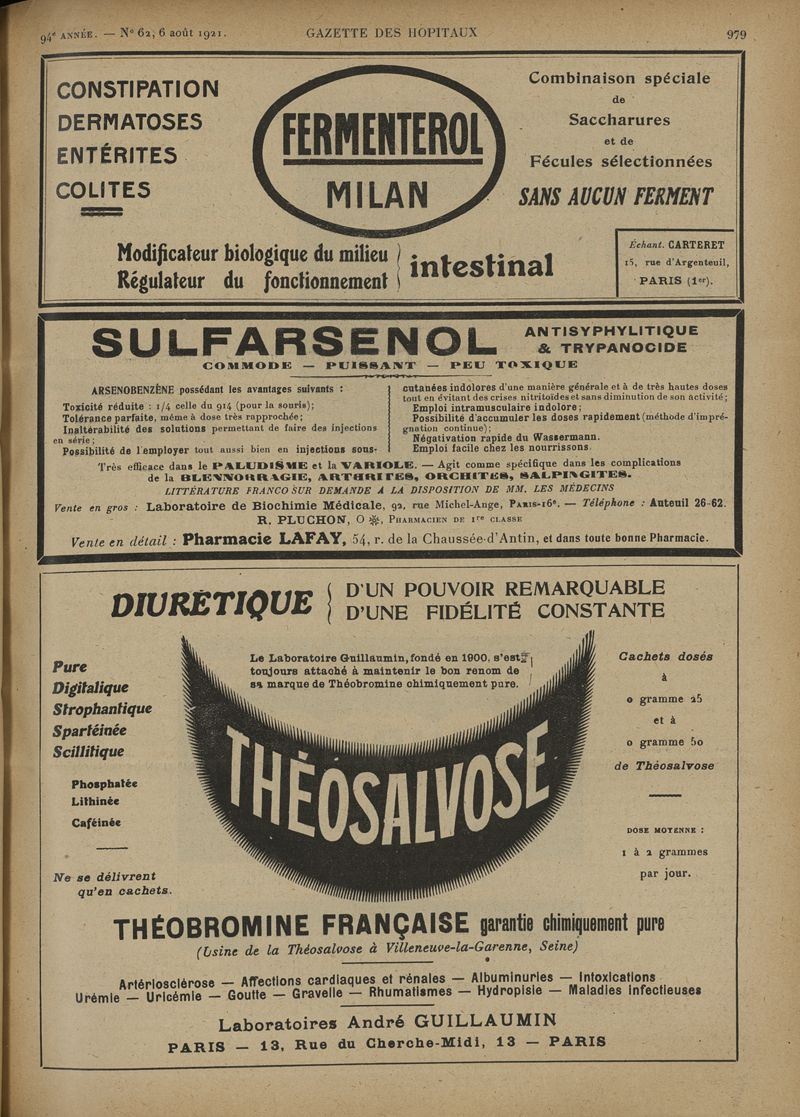 94e ANNÉE. — No 62, 6 août 1921.
GAZETTE DES HOPITAUX
979
CONSTIPATION
DERMATOSES
ENTÉRITES
COLITES
FERMENTEROL
MILAN
Combinaison spéciale
de
Saccharures
et de
Fécules sélectionnées
SANS AUCUN FERMENT
Modificateur biologique du milieu
Régulateur du fonctionnement
intestinal
Échant. CARTERET
15, rue d'Argenteuil,
PARIS (1er).
SULFARSENOL
ANTISYPHYLITIQUE
& TRYPANOCIDE
COMMODE — PUISSANT — PEU TOXIQUE
ARSENOBENZÈNE possédant les avantages suivants :
Toxicité réduite : 1/4 celle du 914 (pour la souris);
Tolérance parfaite, même à dose très rapprochée;
Inaltérabilité des solutions permettant de faire des injections
en série;
Possibilité de l'employer tout aussi bien en injections sous-
cutanées indolores d'une manière générale et à de très hautes doses
tout en évitant des crises nitritoïdes et sans diminution de son activité;
Emploi intramusculaire indolore;
Possibilité d'accumuler les doses rapidement (méthode d'impré-
gnation continue);
Négativation rapide du Wassermann.
Emploi facile chez les nourrissons.
Très efficace dans le PALUDISME et la VARIOLE. — Agit comme spécifique dans les complications
de la BLENNORRAGIE, ARTHRITES, ORCHITES, SALPINGITES.
LITTÉRATURE FRANCO SUR DEMANDE A LA DISPOSITION DE MM. LES MÉDECINS
Vente en gros : Laboratoire de Biochimie Médicale, 92, rue Michel-Ange, PARIS-16e. — Téléphone : Auteuil 26-62.
R. PLUCHON, O ✻, PHARMACIEN DE 1re CLASSE
Vente en détail : Pharmacie LAFAY, 54, r. de la Chaussée-d'Antin, et dans toute bonne Pharmacie.
DIURÉTIQUE
D'UN POUVOIR REMARQUABLE
D'UNE FIDÉLITÉ CONSTANTE
Pure
Digitalique
Strophantique
Spartéinée
Scillitique
Phosphatée
Lithinée
Caféinée
Ne se délivrent
qu'en cachets.
Le Laboratoire Guillaumin, fondé en 1900, s'est
toujours attaché à maintenir le bon renom de
sa marque de Théobromine chimiquement pure.
THÉOSALVOSE
Cachets dosés
à
0 gramme 25
et à
0 gramme 50
de Théosalvose
DOSE MOYENNE :
1 à 2 grammes
par jour.
THÉOBROMINE FRANÇAISE garantie chimiquement pure
(Usine de la Théosalvose à Villeneuve-la-Garenne, Seine)
Artériosclérose — Affections cardiaques et rénales — Albuminuries — Intoxications
Urémie — Uricémie — Goutte — Gravelle — Rhumatismes — Hydropisie — Maladies infectieuses
Laboratoires André GUILLAUMIN
PARIS — 13, Rue du Cherche-Midi, 13 — PARIS